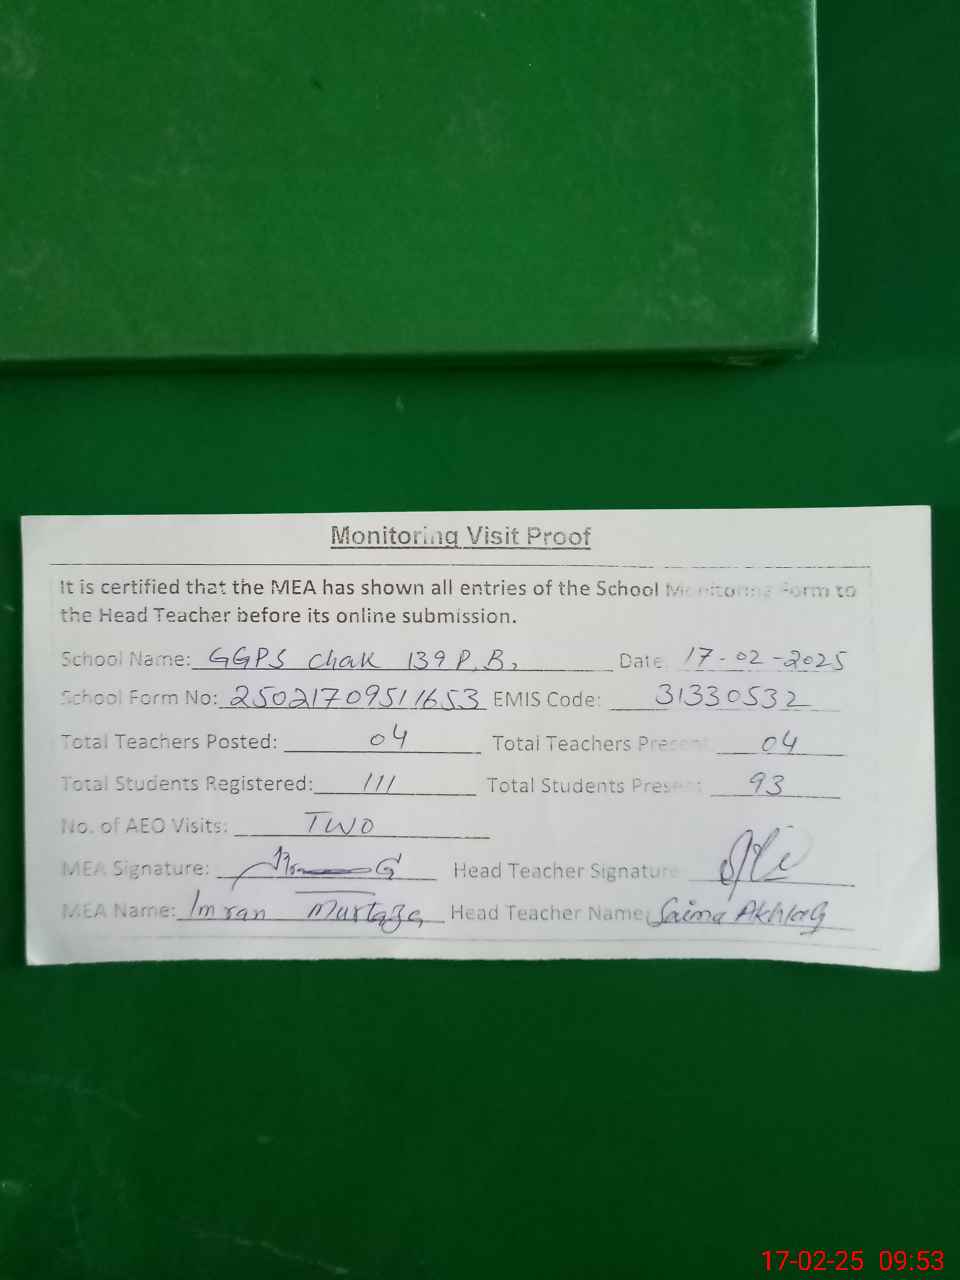 Monitoring Visit Proof
It is certified that the MEA has shown all entries of the School Monitoring Form to
the Head Teacher before its online submission.
School Name: GGPS Chak 139 P.B, Date: 17-02-2025
School Form No: 25021709511653 EMIS Code: 31330532
Total Teachers Posted: 04 Total Teachers Present 04
Total Students Registered: 111 Total Students Present 93
No. of AEO Visits: TWO
MEA Signature: Head Teacher Signature
MEA Name: Imran Murtaza Head Teacher Name: Saima Akhlaq
17-02-25 09:53